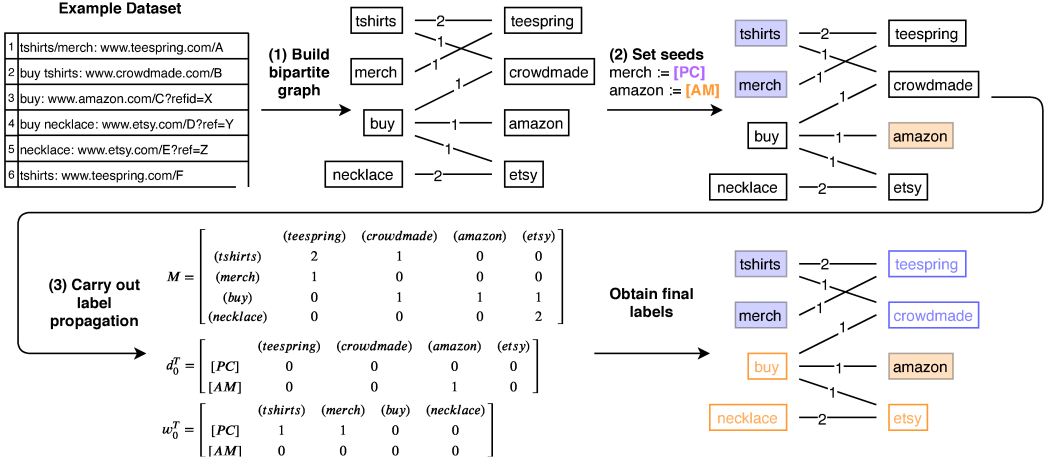 Example Dataset
1 tshirts/merch: www.teespring.com/A
2 buy tshirts: www.crowdmade.com/B
3 buy: www.amazon.com/C?refid=X
4 buy necklace: www.etsy.com/D?ref=Y
5 necklace: www.etsy.com/E?ref=Z
6 tshirts: www.teespring.com/F
(1) Build
bipartite
graph
tshirts 2 teespring
1
merch 1 crowdmade
1
buy 1 amazon
1
necklace 2 etsy
(2) Set seeds
merch := [PC]
amazon := [AM]
tshirts 2 teespring
1
merch 1 crowdmade
1
buy 1 amazon
1
necklace 2 etsy
(3) Carry out
label
propagation
(teespring) (crowdmade) (amazon) (etsy)
(tshirts) 2 1 0 0
M = (merch) 1 0 0 0
(buy) 0 1 1 1
(necklace) 0 0 0 2
(teespring) (crowdmade) (amazon) (etsy)
d₀ᵀ = [PC] 0 0 0 0
[AM] 0 0 1 0
(tshirts) (merch) (buy) (necklace)
w₀ᵀ = [PC] 1 1 0 0
[AM] 0 0 0 0
Obtain final
labels
tshirts 2 teespring
1
merch 1 crowdmade
1
buy 1 amazon
1
necklace 2 etsy